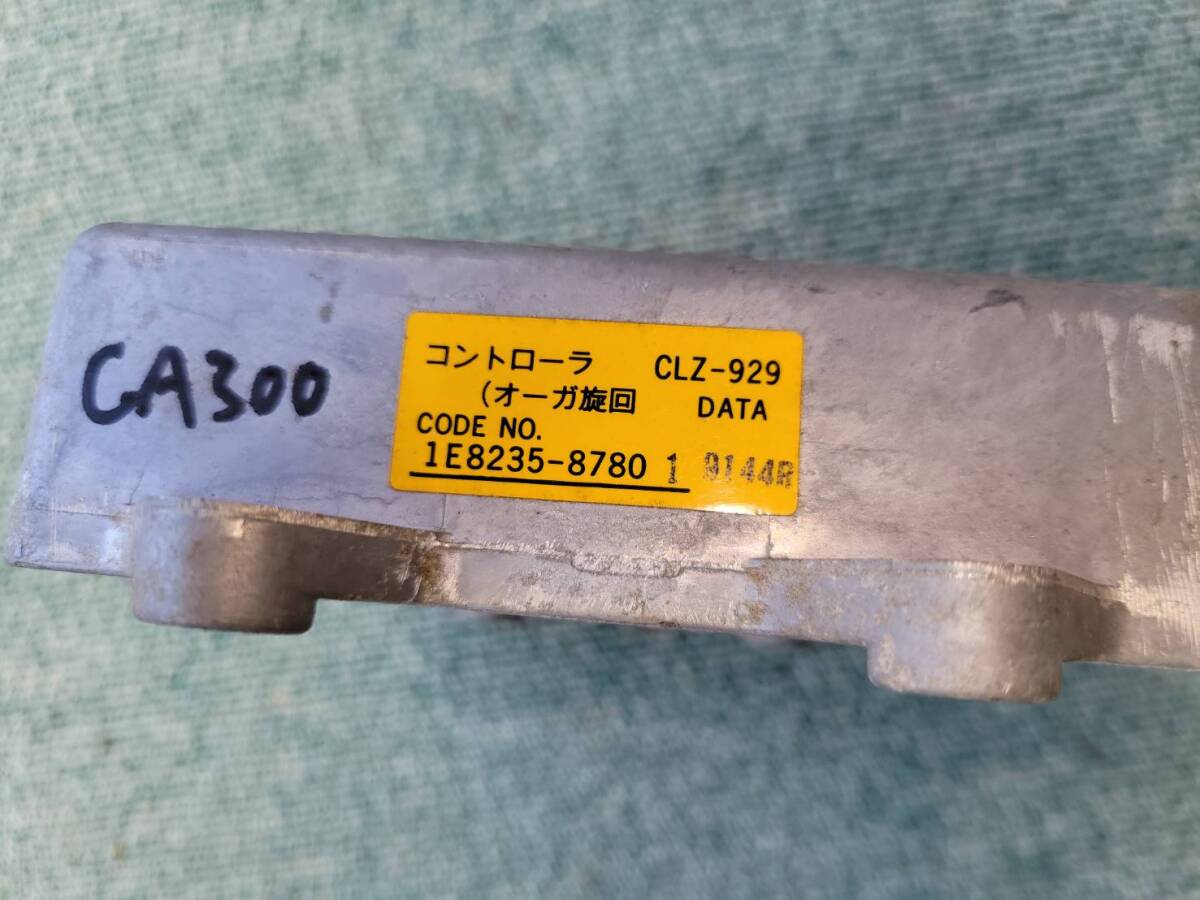 CA300
コントローラ CLZ-929
(オーガ旋回 DATA
CODE NO.
1E8235-8780 1 9144R